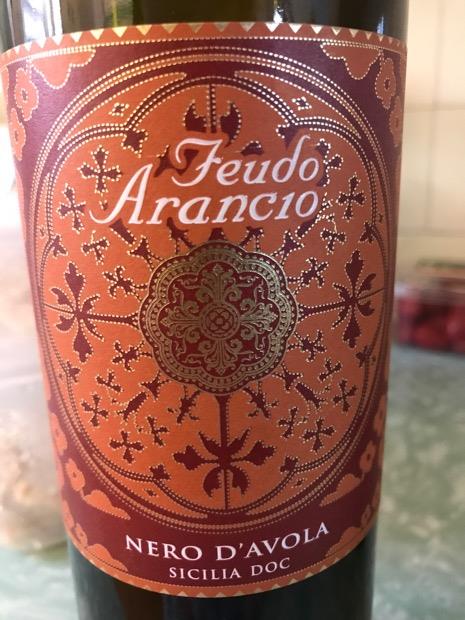 Feudo
Arancio
NERO D'AVOLA
SICILIA DOC